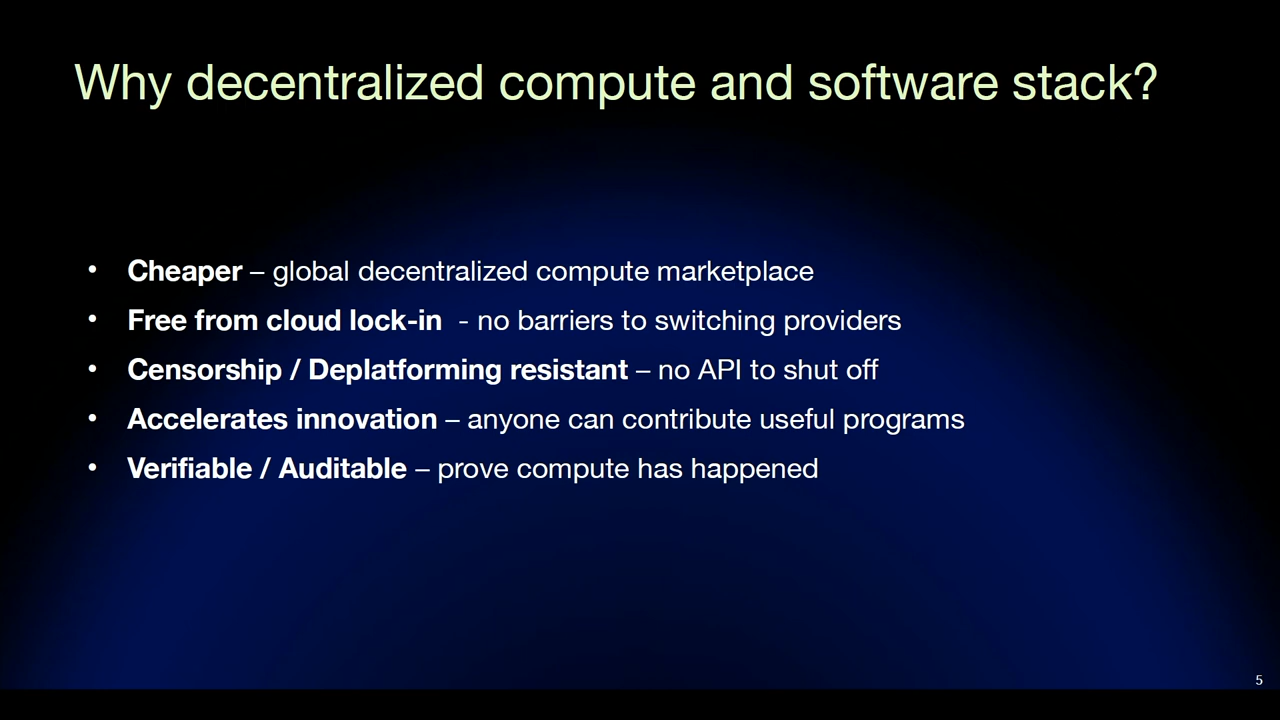 Why decentralized compute and software stack?
• Cheaper – global decentralized compute marketplace
• Free from cloud lock-in  - no barriers to switching providers
• Censorship / Deplatforming resistant – no API to shut off
• Accelerates innovation – anyone can contribute useful programs
• Verifiable / Auditable – prove compute has happened
5